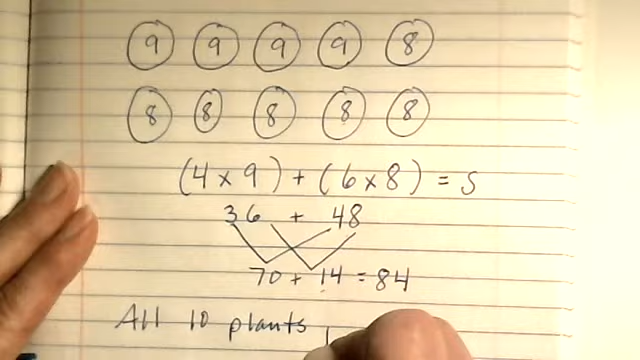 9 9 9 9 8
8 8 8 8 8
(4 x 9) + (6 x 8) = S
36 + 48
70 + 14 = 84
All 10 plants